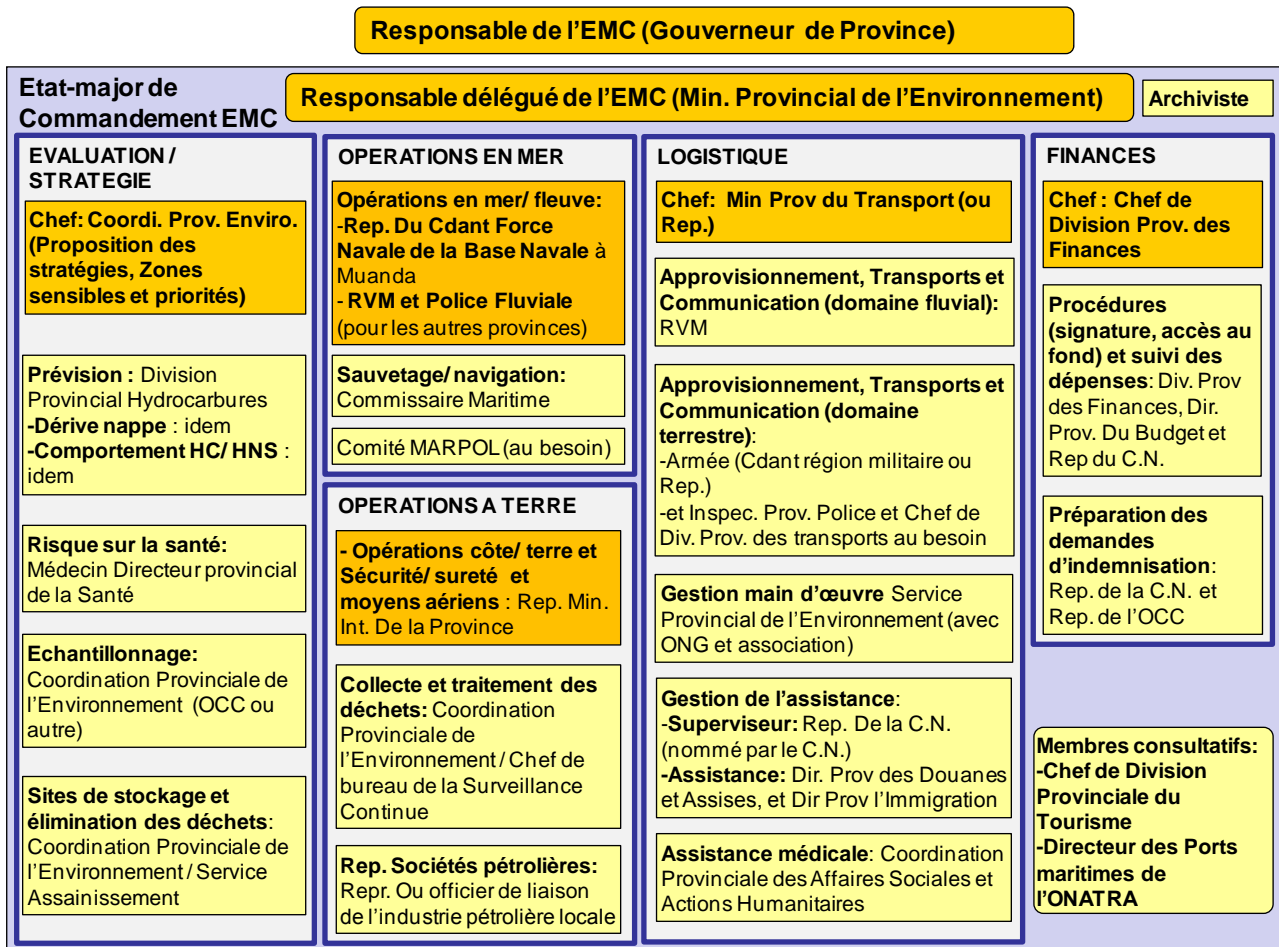 Responsable de l'EMC (Gouverneur de Province)
Etat-major de
Commandement EMC
Responsable délégué de l'EMC (Min. Provincial de l'Environnement)
Archiviste
EVALUATION /
STRATEGIE
Chef: Coordi. Prov. Enviro.
(Proposition des
stratégies, Zones
sensibles et priorités)
Prévision : Division
Provincial Hydrocarbures
-Dérive nappe : idem
-Comportement HC/ HNS :
idem
Risque sur la santé:
Médecin Directeur provincial
de la Santé
Echantillonnage:
Coordination Provinciale de
l'Environnement (OCC ou
autre)
Sites de stockage et
élimination des déchets:
Coordination Provinciale de
l'Environnement / Service
Assainissement
OPERATIONS EN MER
Opérations en mer/ fleuve:
-Rep. Du Cdant Force
Navale de la Base Navale à
Muanda
- RVM et Police Fluviale
(pour les autres provinces)
Sauvetage/ navigation:
Commissaire Maritime
Comité MARPOL (au besoin)
OPERATIONS A TERRE
- Opérations côte/ terre et
Sécurité/ sureté et
moyens aériens : Rep. Min.
Int. De la Province
Collecte et traitement des
déchets: Coordination
Provinciale de
l'Environnement / Chef de
bureau de la Surveillance
Continue
Rep. Sociétés pétrolières:
Repr. Ou officier de liaison
de l'industrie pétrolière locale
LOGISTIQUE
Chef: Min Prov du Transport (ou
Rep.)
Approvisionnement, Transports et
Communication (domaine fluvial):
RVM
Approvisionnement, Transports et
Communication (domaine
terrestre):
-Armée (Cdant région militaire ou
Rep.)
-et Inspec. Prov. Police et Chef de
Div. Prov. des transports au besoin
Gestion main d'œuvre Service
Provincial de l'Environnement (avec
ONG et association)
Gestion de l'assistance:
-Superviseur: Rep. De la C.N.
(nommé par le C.N.)
-Assistance: Dir. Prov des Douanes
et Assises, et Dir Prov l'Immigration
Assistance médicale: Coordination
Provinciale des Affaires Sociales et
Actions Humanitaires
FINANCES
Chef : Chef de
Division Prov. des
Finances
Procédures
(signature, accès au
fond) et suivi des
dépenses: Div. Prov
des Finances, Dir.
Prov. Du Budget et
Rep du C.N.
Préparation des
demandes
d'indemnisation:
Rep. de la C.N. et
Rep. de l'OCC
Membres consultatifs:
-Chef de Division
Provinciale du
Tourisme
-Directeur des Ports
maritimes de
l'ONATRA